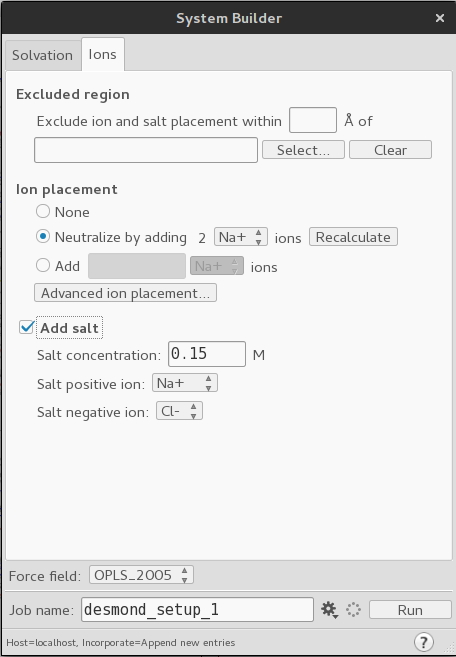 System Builder ×
Solvation Ions
Excluded region
Exclude ion and salt placement within Å of
Select... Clear
Ion placement
None
Neutralize by adding 2 Na+ ions Recalculate
Add Na+ ions
Advanced ion placement...
Add salt
Salt concentration: 0.15 M
Salt positive ion: Na+
Salt negative ion: Cl-
Force field: OPLS_2005
Job name: desmond_setup_1 Run
Host=localhost, Incorporate=Append new entries ?